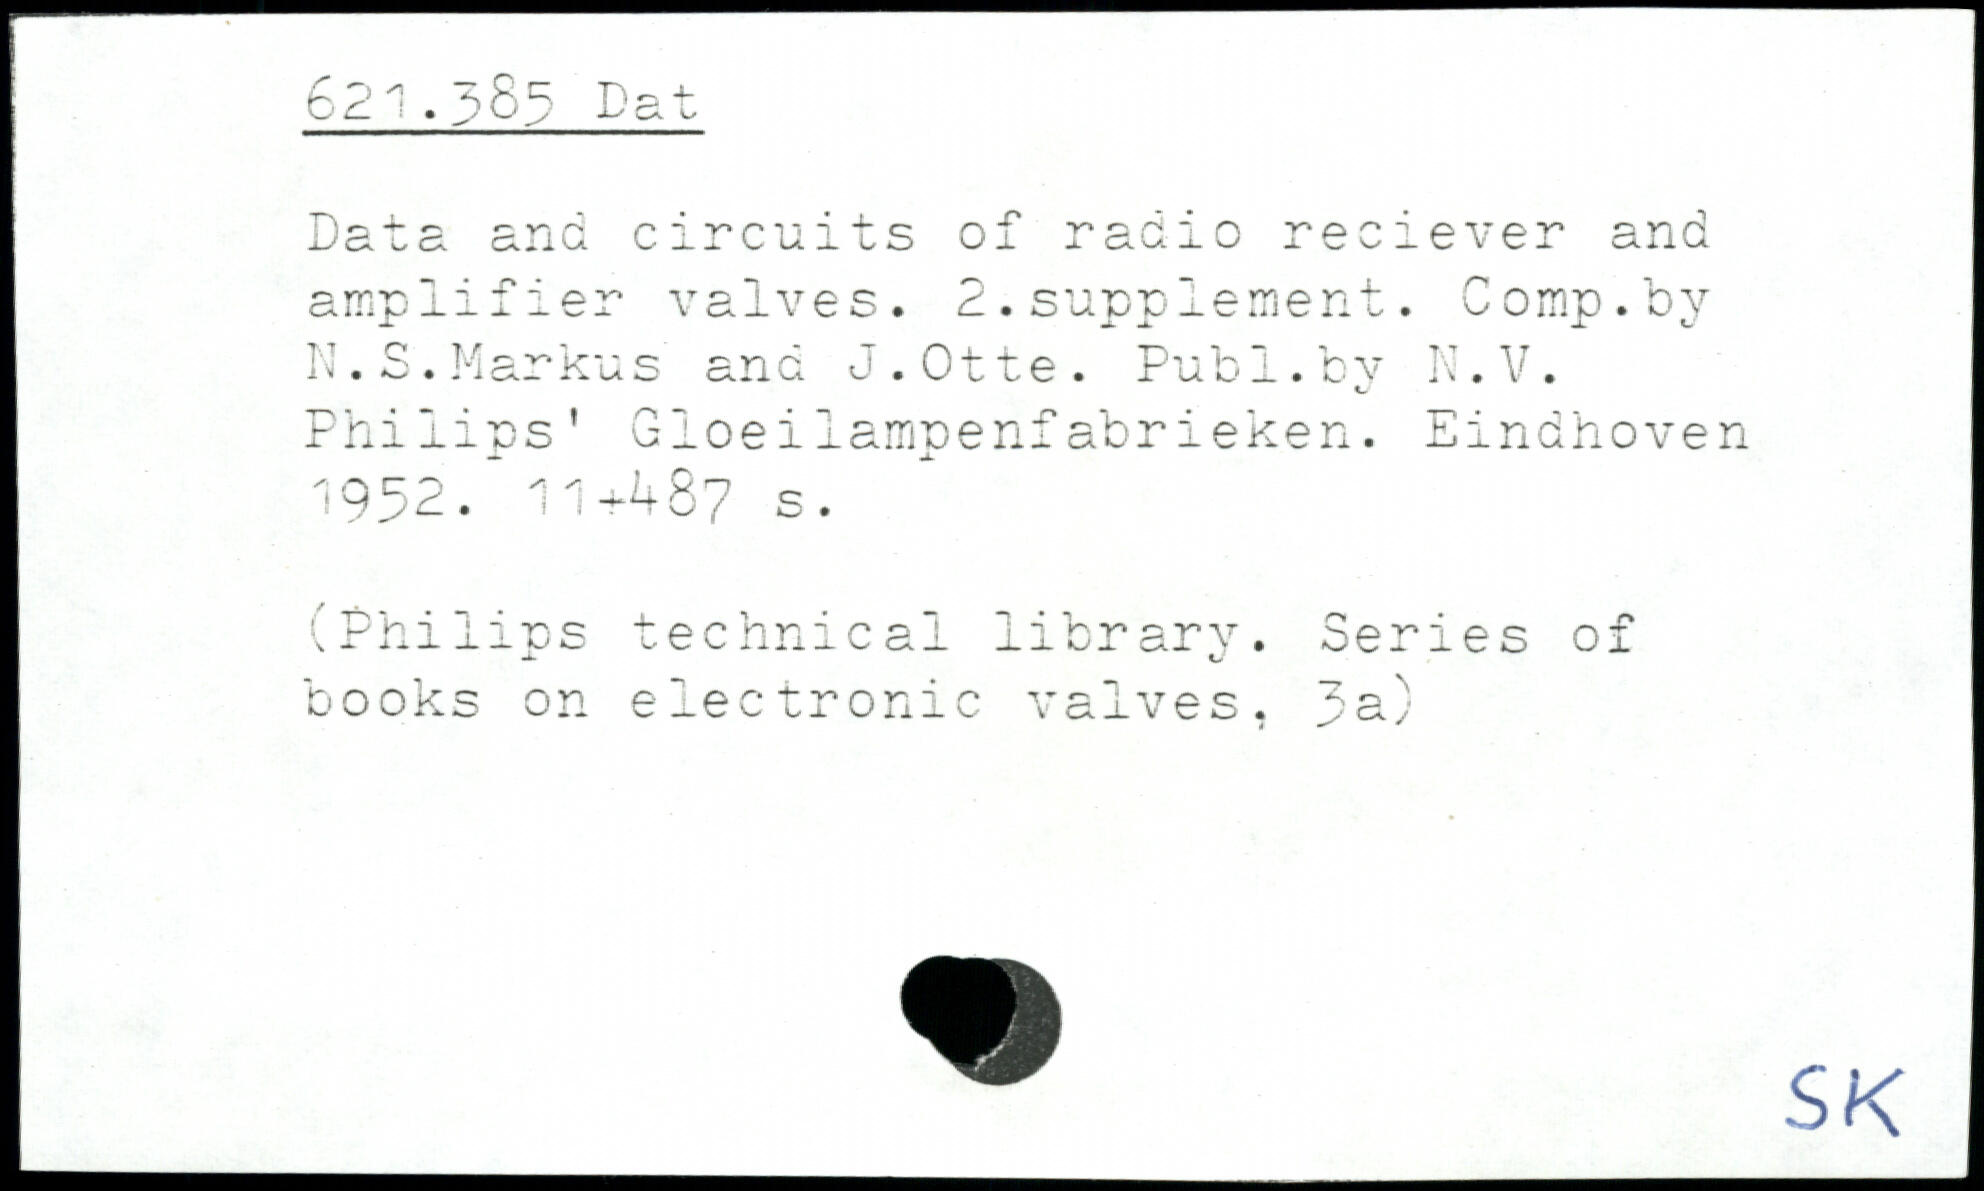 621.385 Dat
Data and circuits of radio reciever and
amplifier valves. 2.supplement. Comp.by
N.S.Markus and J.Otte. Publ.by N.V.
Philips' Gloeilampenfabrieken. Eindhoven
1952. 11+487 s.
(Philips technical library. Series of
books on electronic valves, 3a)
SK